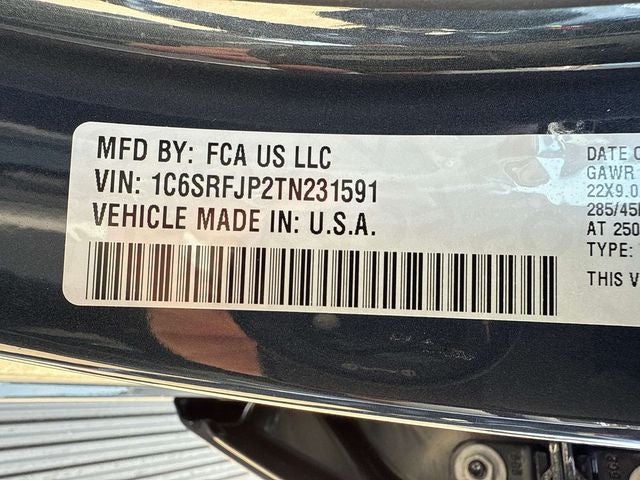 MFD BY: FCA US LLC
VIN: 1C6SRFJP2TN231591
VEHICLE MADE IN: U.S.A.
DATE O
GAWR
22X9.0
285/45
AT 250
TYPE:
THIS V